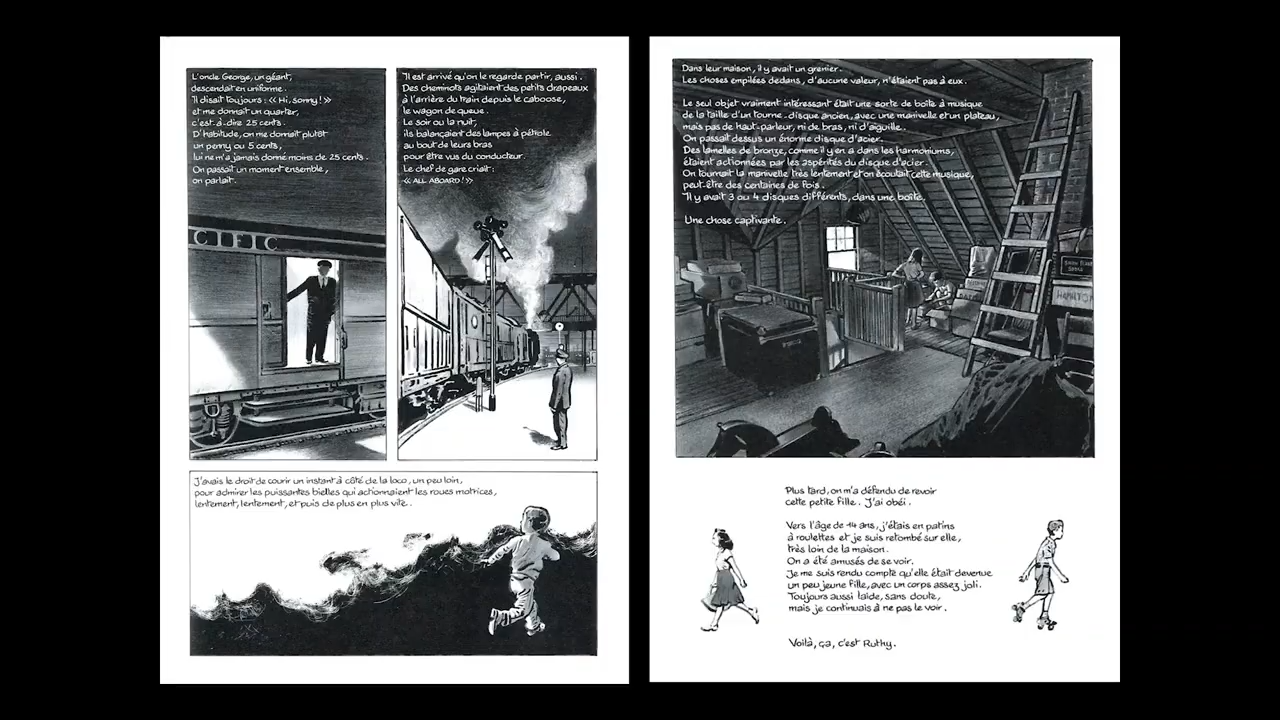 L'oncle George, un géant,
descendait en uniforme.
Il disait toujours : « Hi, sonny ! »
et me donnait un quarter,
c'est-à-dire 25 cents.
D'habitude, on me donnait plutôt
un penny ou 5 cents,
lui ne m'a jamais donné moins de 25 cents.
On passait un moment ensemble,
on parlait.
CIFIC
Il est arrivé qu'on le regarde partir, aussi.
Des cheminots agitaient des petits drapeaux
à l'arrière du train depuis le caboose,
le wagon de queue.
Le soir ou la nuit,
ils balançaient des lampes à pétrole
au bout de leurs bras
pour être vus du conducteur.
Le chef de gare criait :
« ALL ABOARD ! »
J'avais le droit de courir un instant à côté de la loco, un peu loin,
pour admirer les puissantes bielles qui actionnaient les roues motrices,
lentement, lentement, et puis de plus en plus vite.
Dans leur maison, il y avait un grenier.
Les choses empilées dedans, d'aucune valeur, n'étaient pas à eux.
Le seul objet vraiment intéressant était une sorte de boîte à musique
de la taille d'un tourne-disque ancien, avec une manivelle et un plateau,
mais pas de haut-parleur, ni de bras, ni d'aiguille.
On passait dessus un énorme disque d'acier.
Des lamelles de bronze, comme il y en a dans les harmoniums,
étaient actionnées par les aspérités du disque d'acier.
On tournait la manivelle très lentement et on écoutait cette musique,
peut-être des centaines de fois.
Il y avait 3 ou 4 disques différents, dans une boîte.
Une chose captivante.
HAMILTON
Plus tard, on m'a défendu de revoir
cette petite fille. J'ai obéi.
Vers l'âge de 14 ans, j'étais en patins
à roulettes et je suis retombé sur elle,
très loin de la maison.
On a été amusés de se voir.
Je me suis rendu compte qu'elle était devenue
un peu jeune fille, avec un corps assez joli.
Toujours aussi laide, sans doute,
mais je continuais à ne pas le voir.
Voilà, ça, c'est Ruthy.